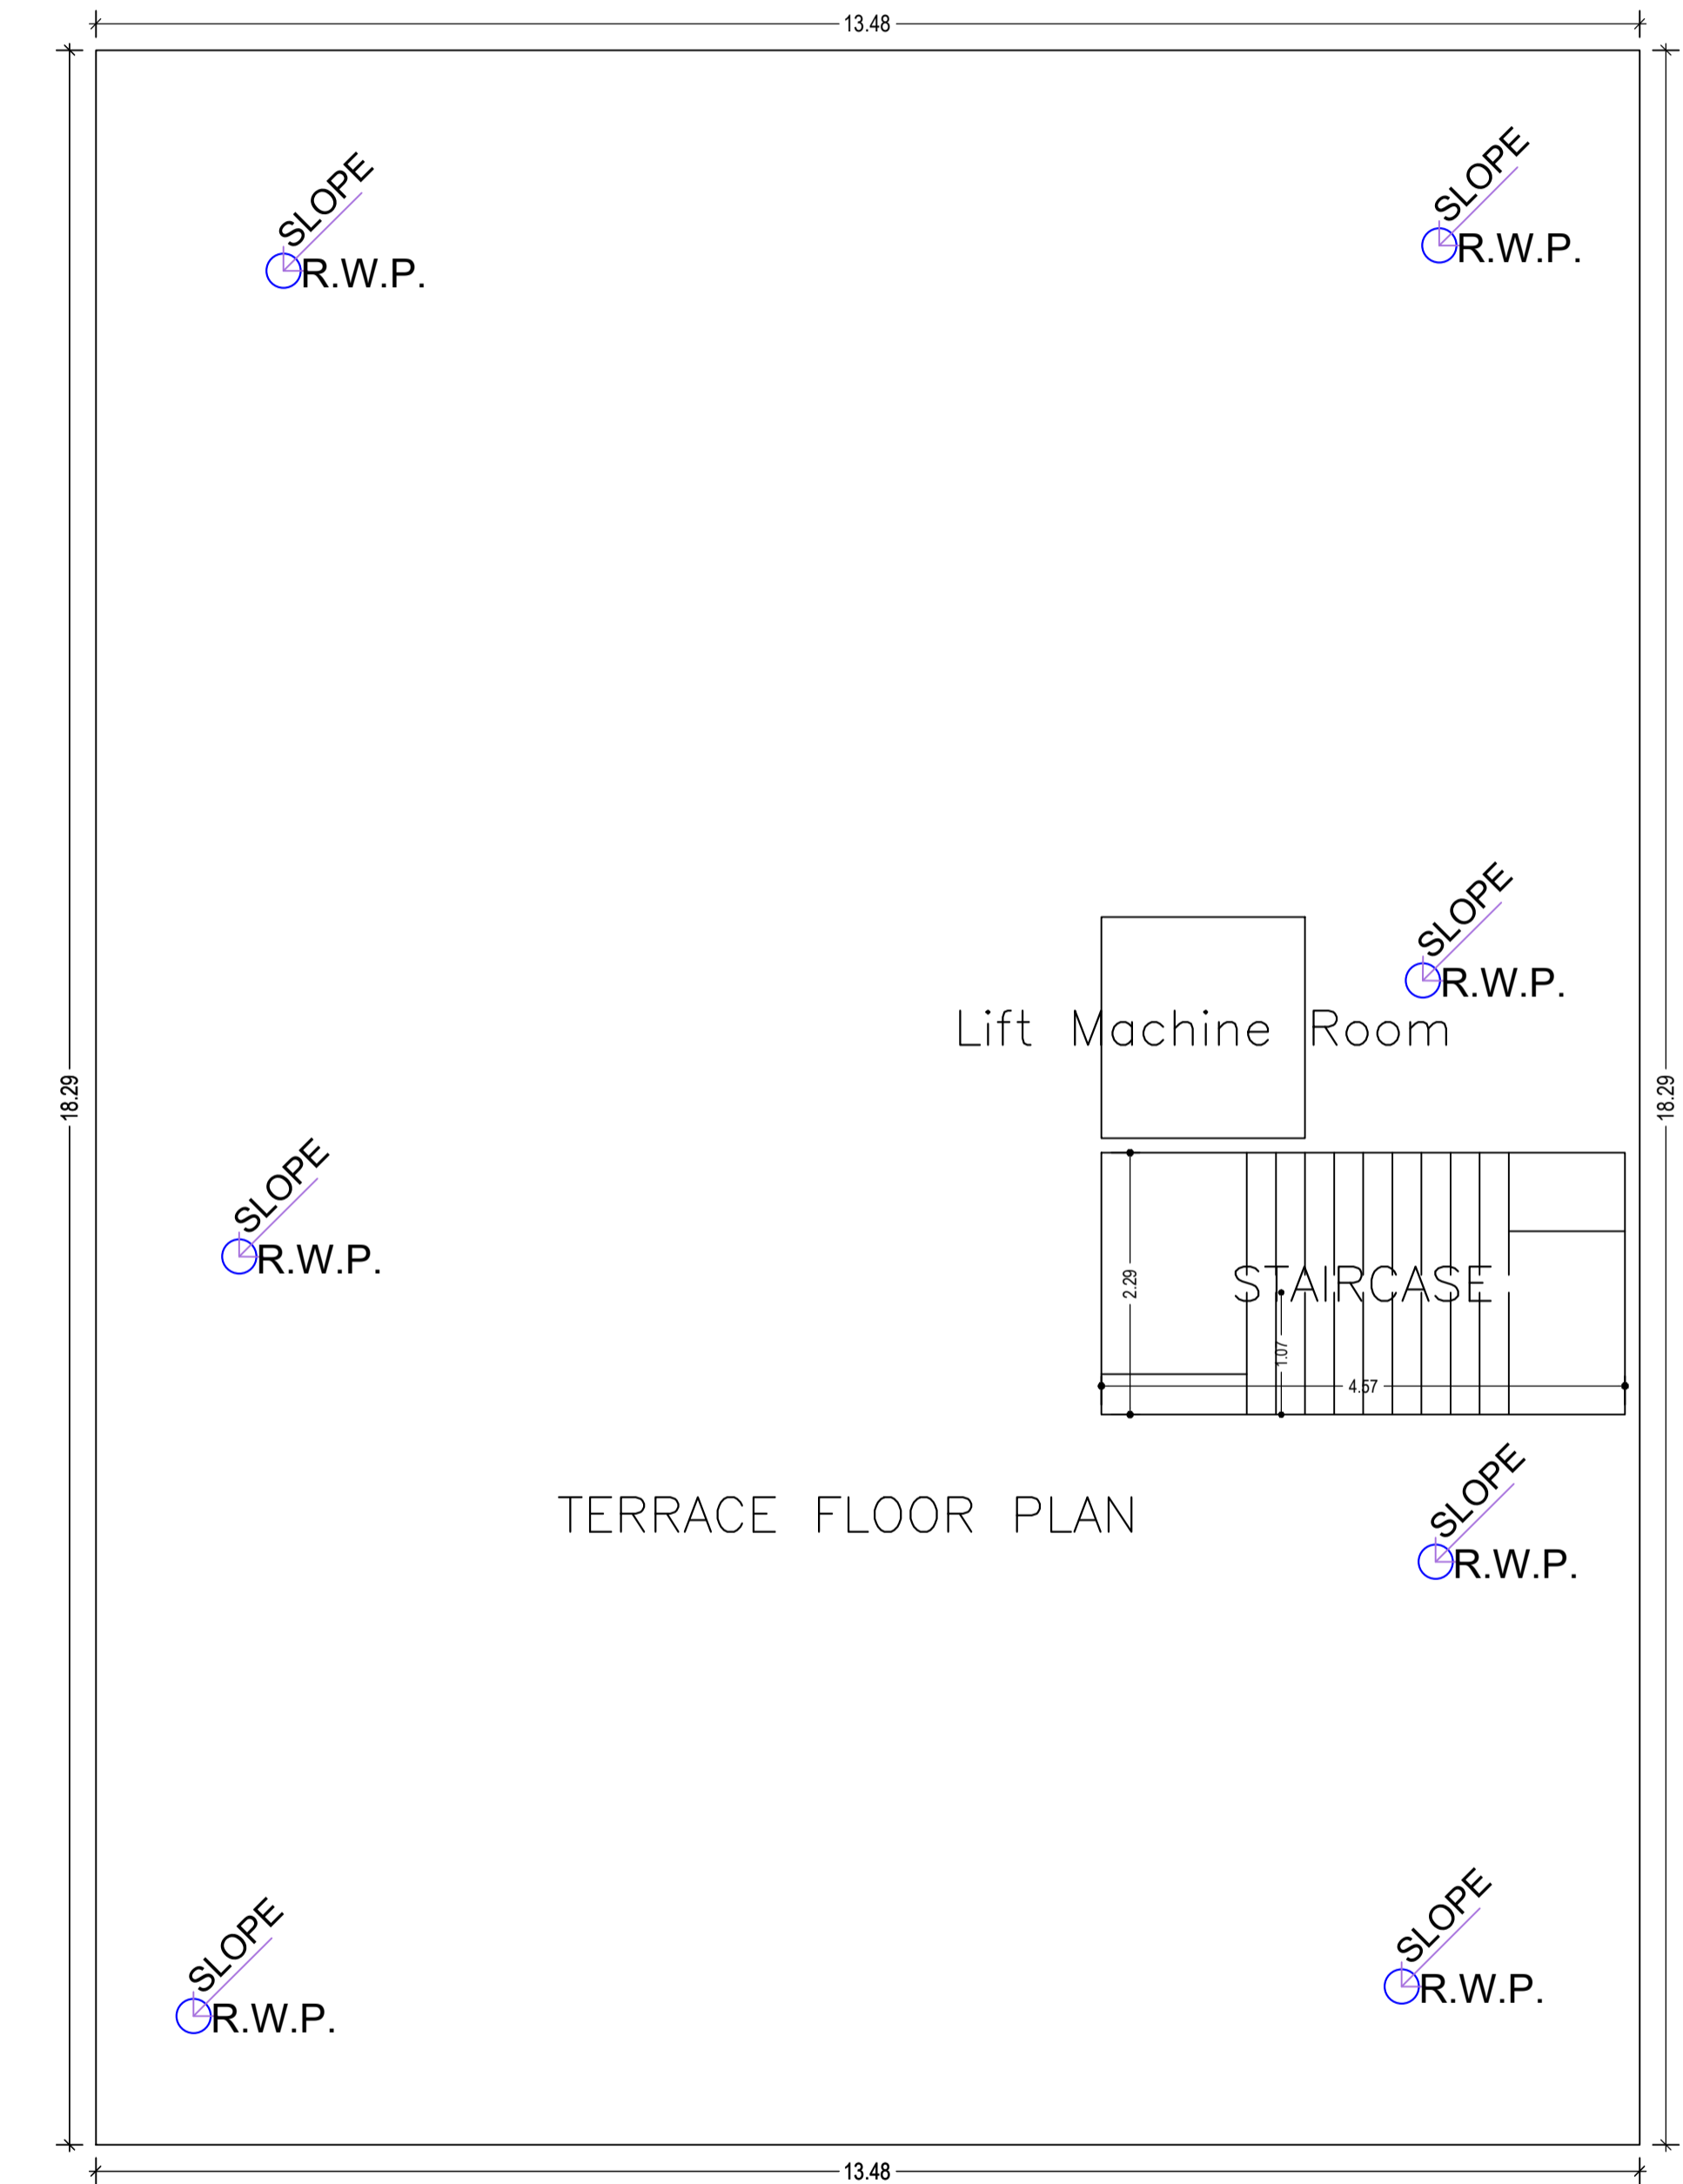 13.48
SLOPE
R.W.P.
SLOPE
R.W.P.
SLOPE
R.W.P.
Lift Machine Room
18.29
18.29
SLOPE
R.W.P.
2.29
STAIRCASE
1.07
4.57
SLOPE
R.W.P.
TERRACE FLOOR PLAN
SLOPE
R.W.P.
SLOPE
R.W.P.
13.48